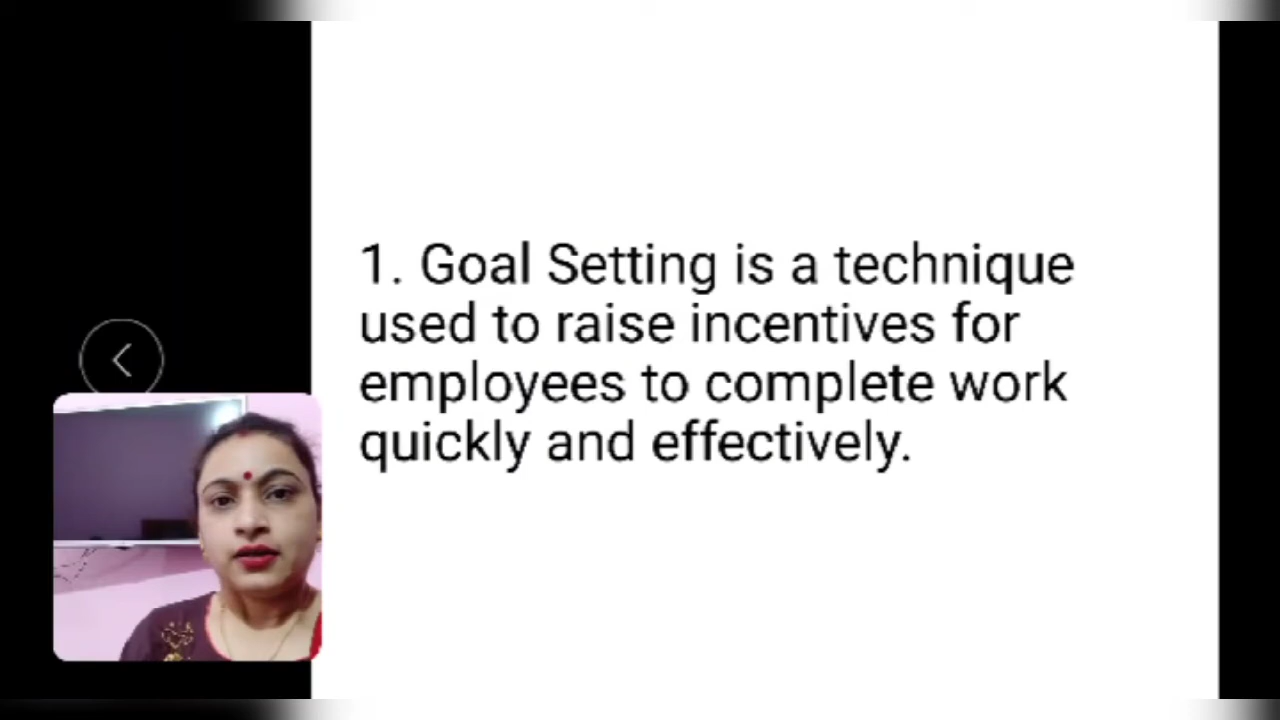 1. Goal Setting is a technique
used to raise incentives for
employees to complete work
quickly and effectively.